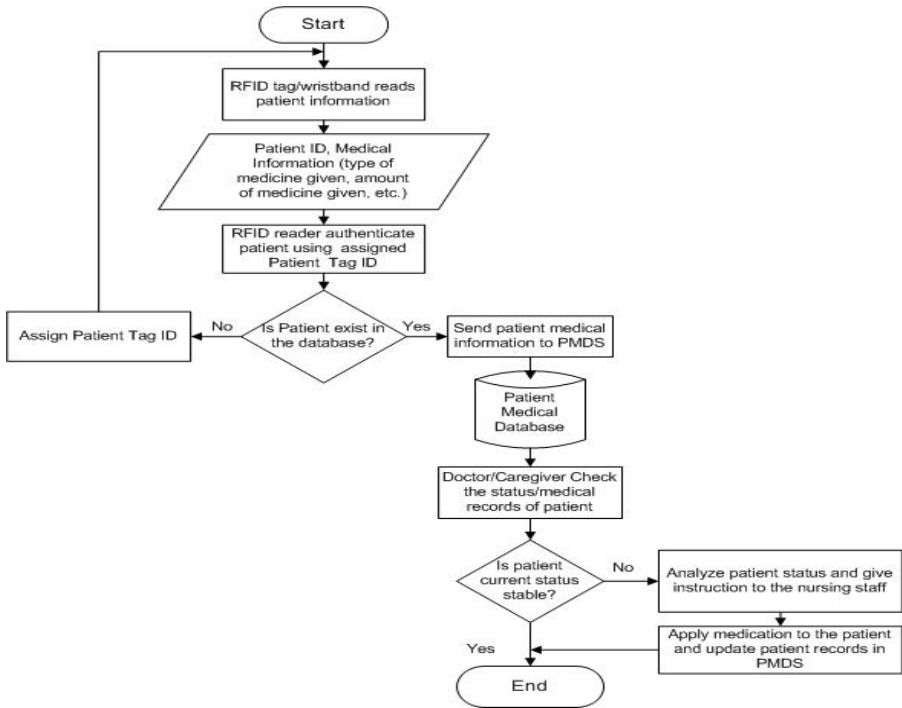 Start
RFID tag/wristband reads
patient information
Patient ID, Medical
Information (type of
medicine given, amount
of medicine given, etc.)
RFID reader authenticate
patient using assigned
Patient Tag ID
Is Patient exist in
the database?
No
Yes
Assign Patient Tag ID
Send patient medical
information to PMDS
Patient
Medical
Database
Doctor/Caregiver Check
the status/medical
records of patient
Is patient
current status
stable?
No
Analyze patient status and give
instruction to the nursing staff
Apply medication to the patient
and update patient records in
PMDS
Yes
End